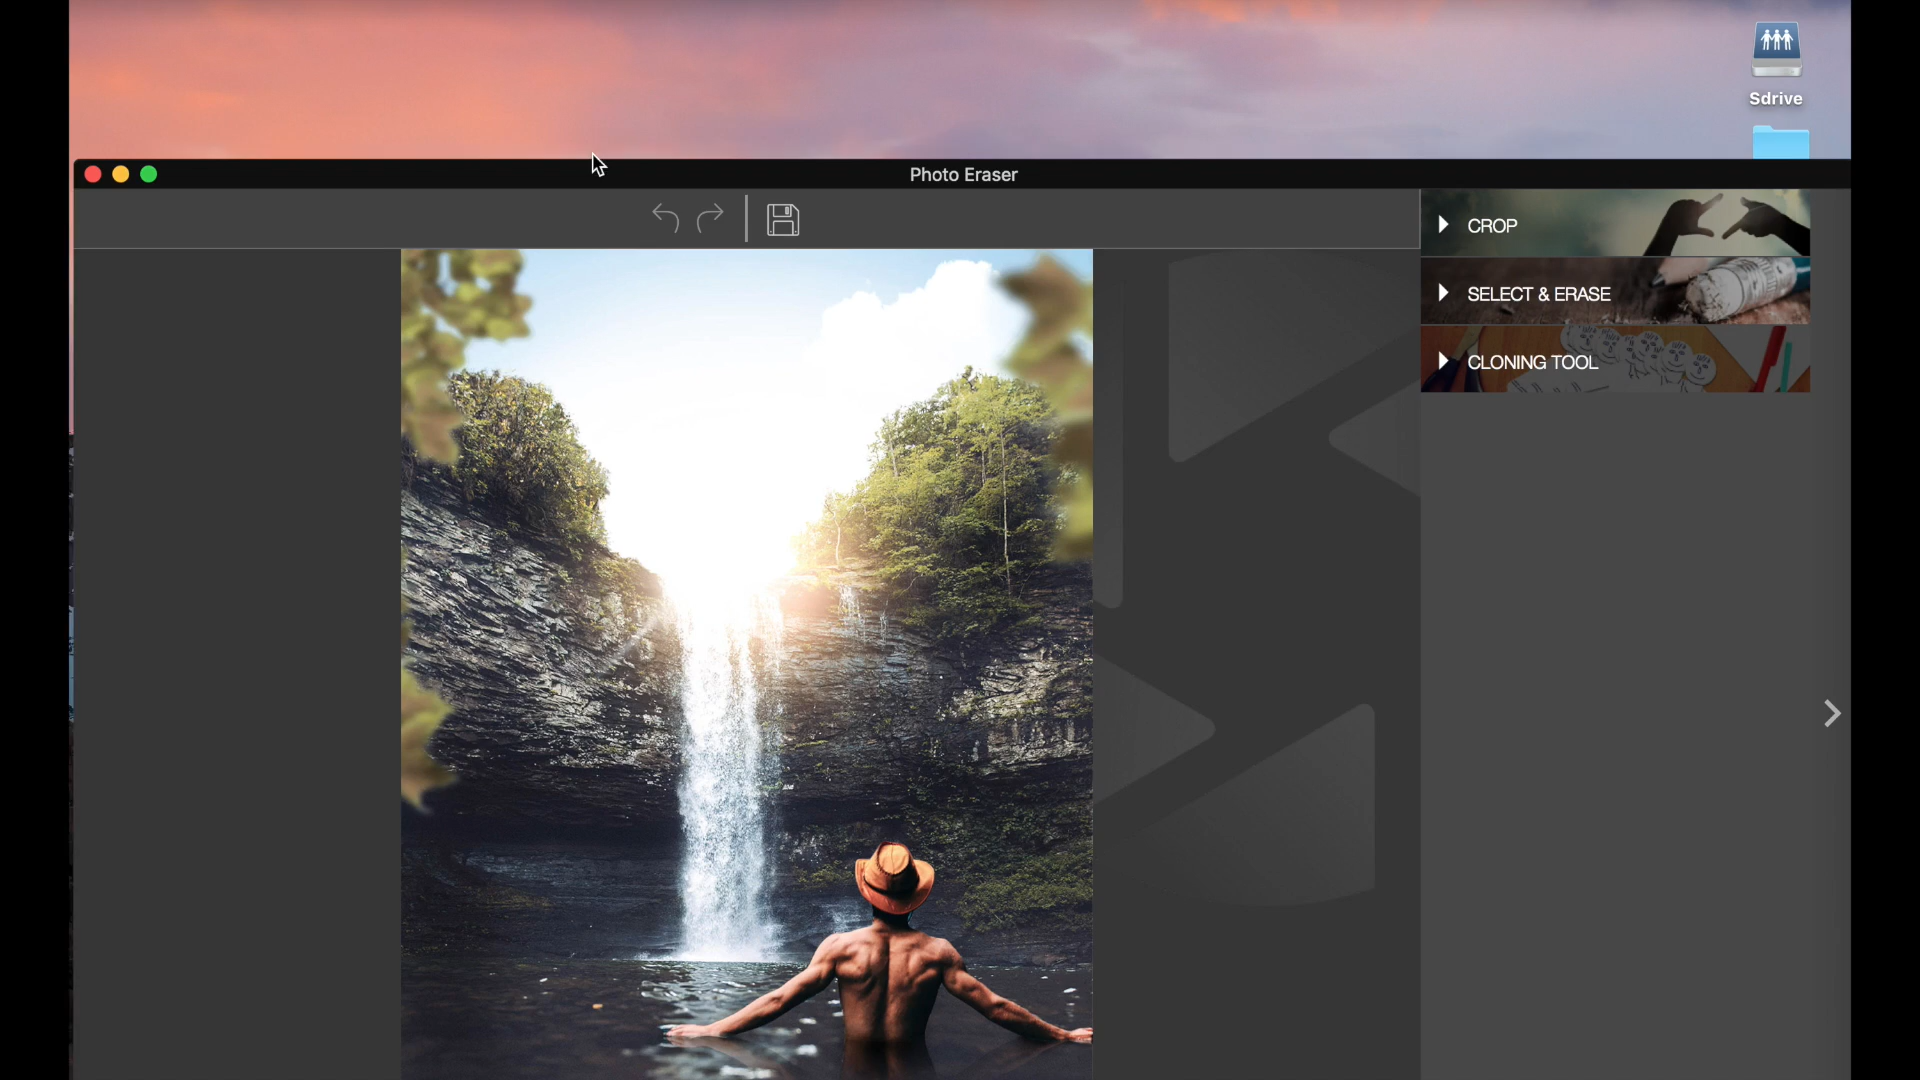 Sdrive
Photo Eraser
CROP
SELECT & ERASE
CLONING TOOL